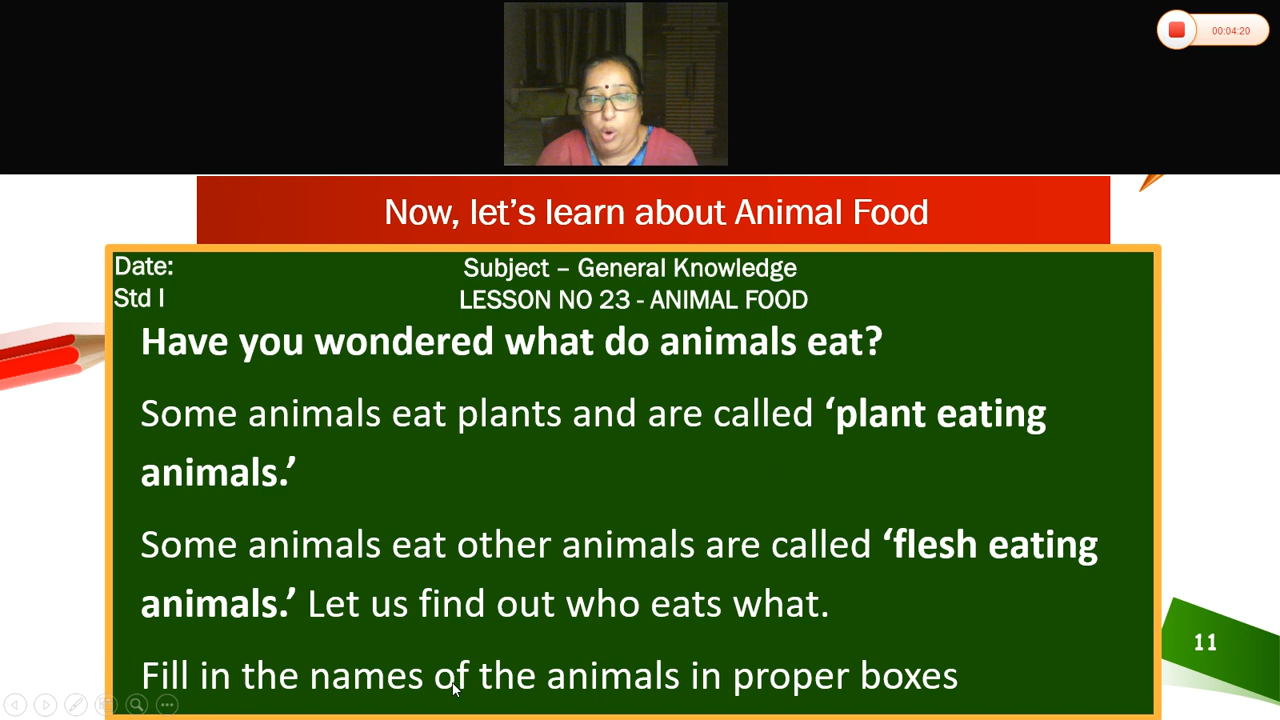 00:04:20
Now, let's learn about Animal Food
Date:
Subject – General Knowledge
Std I
LESSON NO 23 - ANIMAL FOOD
Have you wondered what do animals eat?
Some animals eat plants and are called ‘plant eating
animals.’
Some animals eat other animals are called ‘flesh eating
animals.’ Let us find out who eats what.
Fill in the names of the animals in proper boxes
11